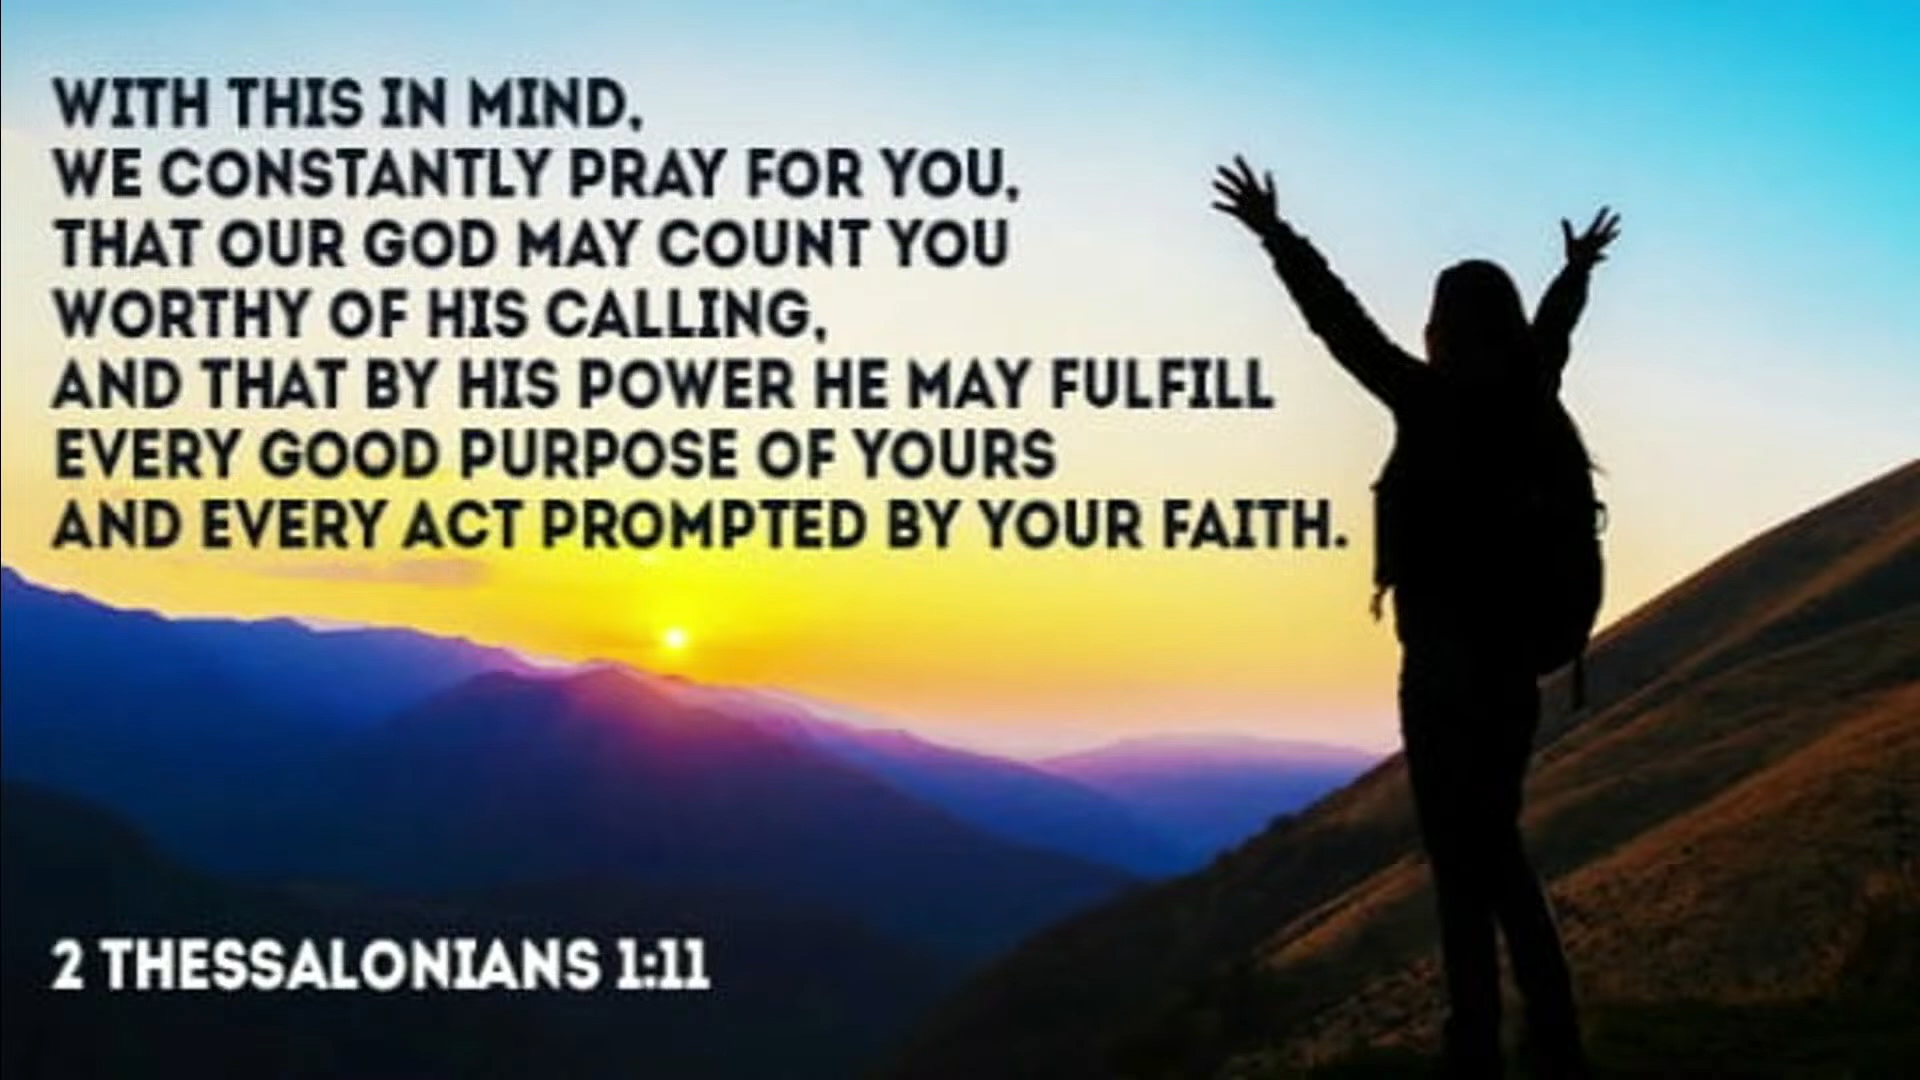 WITH THIS IN MIND,
WE CONSTANTLY PRAY FOR YOU,
THAT OUR GOD MAY COUNT YOU
WORTHY OF HIS CALLING,
AND THAT BY HIS POWER HE MAY FULFILL
EVERY GOOD PURPOSE OF YOURS
AND EVERY ACT PROMPTED BY YOUR FAITH.
2 THESSALONIANS 1:11